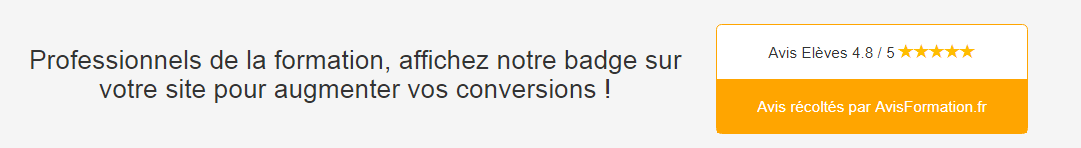 Professionnels de la formation, affichez notre badge sur
votre site pour augmenter vos conversions !
Avis Elèves 4.8 / 5 ★★★★★
Avis récoltés par AvisFormation.fr